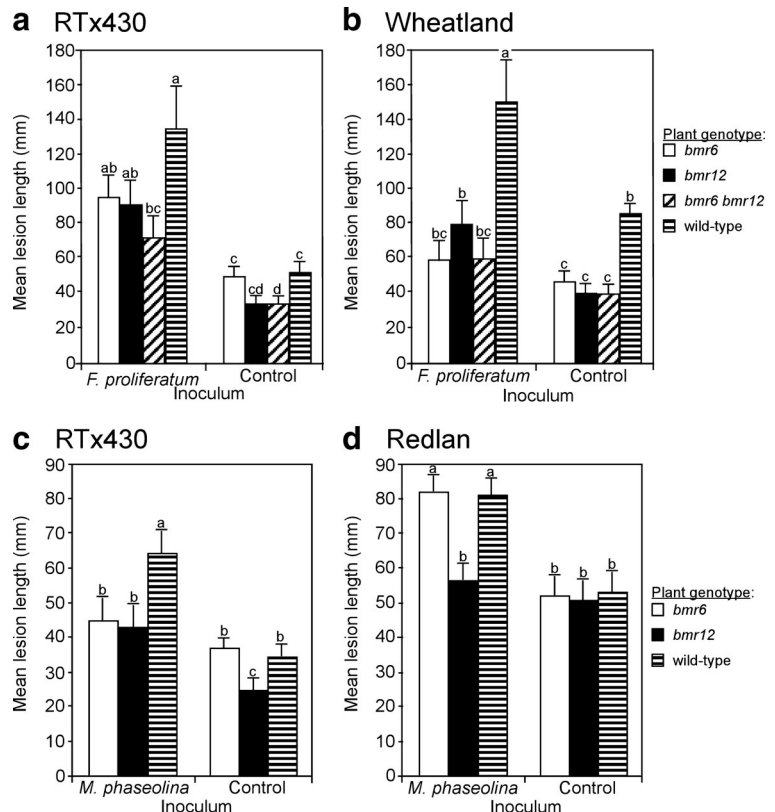 a RTx430
Mean lesion length (mm)
180
160
140
120
100
80
60
40
20
0
ab
ab
bc
a
c
cd
d
c
F. proliferatum
Control
Inoculum
b Wheatland
Mean lesion length (mm)
180
160
140
120
100
80
60
40
20
0
bc
b
bc
a
c
c
c
b
F. proliferatum
Control
Inoculum
Plant genotype:
bmr6
bmr12
bmr6 bmr12
wild-type
c RTx430
Mean lesion length (mm)
90
80
70
60
50
40
30
20
10
0
b
b
a
b
c
b
M. phaseolina
Control
Inoculum
d Redlan
Mean lesion length (mm)
90
80
70
60
50
40
30
20
10
0
a
b
a
b
b
b
M. phaseolina
Control
Inoculum
Plant genotype:
bmr6
bmr12
wild-type